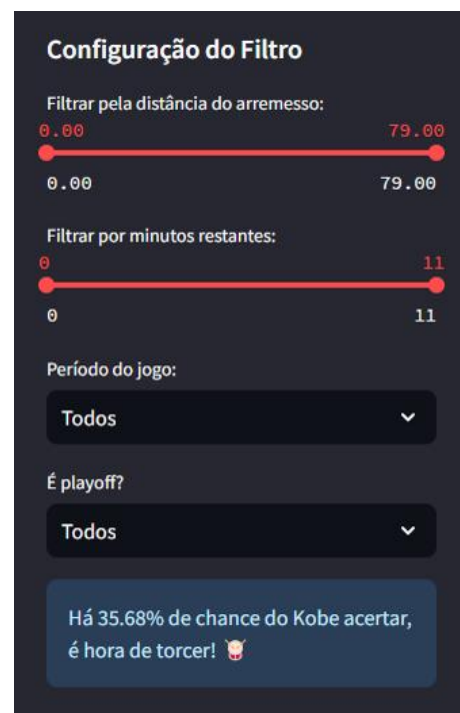 Configuração do Filtro
Filtrar pela distância do arremesso:
0.00 79.00
0.00 79.00
Filtrar por minutos restantes:
0 11
0 11
Período do jogo:
Todos
É playoff?
Todos
Há 35.68% de chance do Kobe acertar,
é hora de torcer!